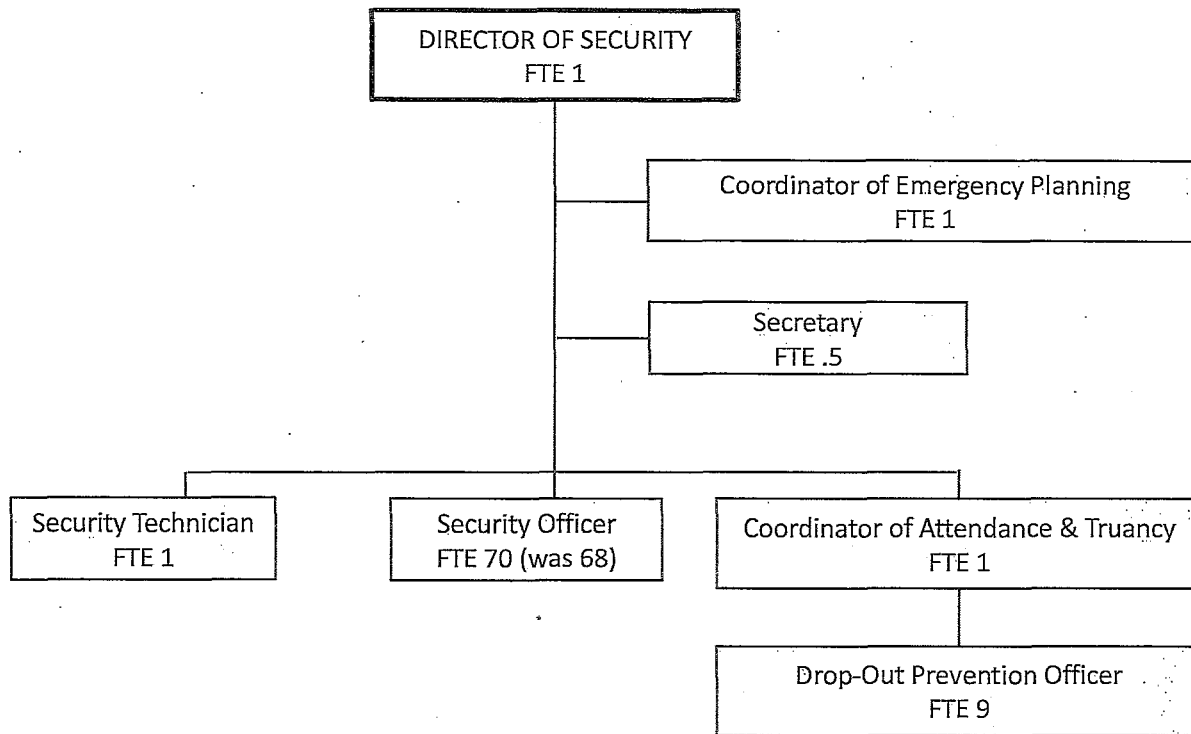 DIRECTOR OF SECURITY
FTE 1
Coordinator of Emergency Planning
FTE 1
Secretary
FTE .5
Security Technician
FTE 1
Security Officer
FTE 70 (was 68)
Coordinator of Attendance & Truancy
FTE 1
Drop-Out Prevention Officer
FTE 9